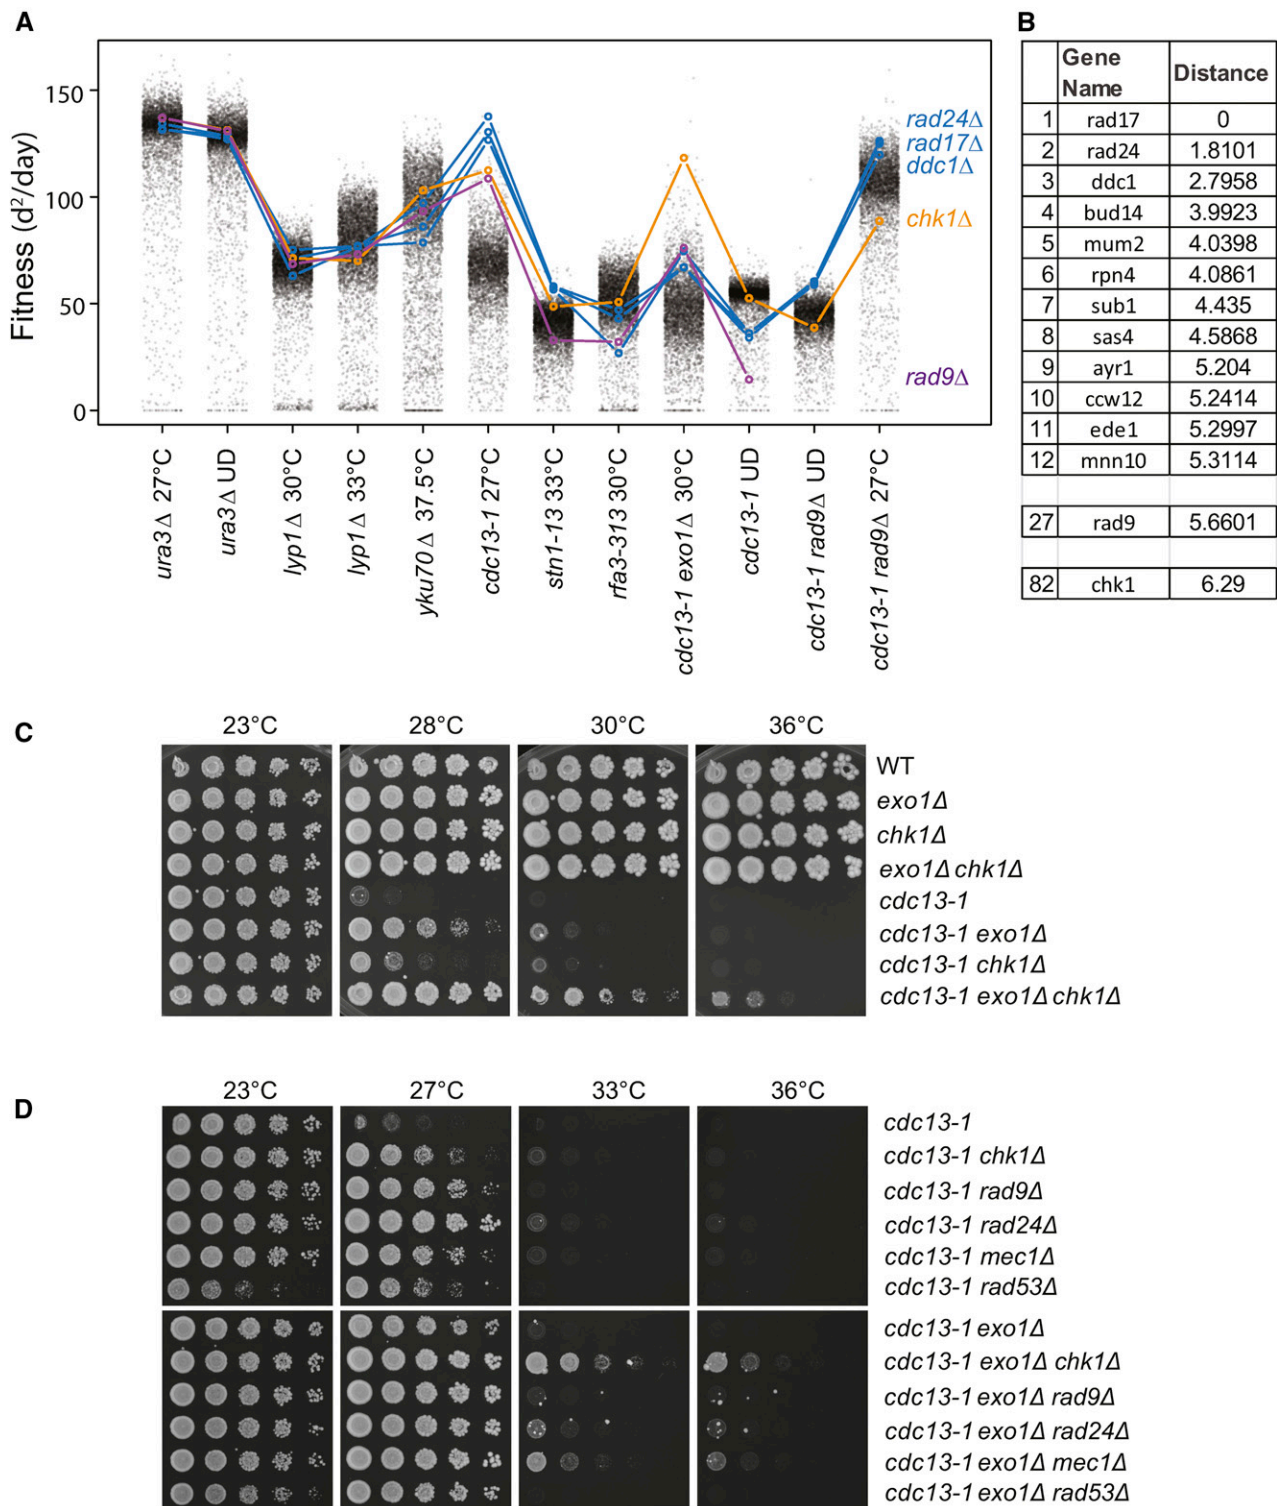 A
Fitness (d²/day)
150
100
50
0
rad24Δ
rad17Δ
ddc1Δ
chk1Δ
rad9Δ
ura3Δ 27°C
ura3Δ UD
lyp1Δ 30°C
lyp1Δ 33°C
yku70Δ 37.5°C
cdc13-1 27°C
stn1-13 33°C
rfa3-313 30°C
cdc13-1 exo1Δ 30°C
cdc13-1 UD
cdc13-1 rad9Δ UD
cdc13-1 rad9Δ 27°C
B
Gene Name Distance
1 rad17 0
2 rad24 1.8101
3 ddc1 2.7958
4 bud14 3.9923
5 mum2 4.0398
6 rpn4 4.0861
7 sub1 4.435
8 sas4 4.5868
9 ayr1 5.204
10 ccw12 5.2414
11 ede1 5.2997
12 mnn10 5.3114
27 rad9 5.6601
82 chk1 6.29
C
23°C 28°C 30°C 36°C
WT
exo1Δ
chk1Δ
exo1Δ chk1Δ
cdc13-1
cdc13-1 exo1Δ
cdc13-1 chk1Δ
cdc13-1 exo1Δ chk1Δ
D
23°C 27°C 33°C 36°C
cdc13-1
cdc13-1 chk1Δ
cdc13-1 rad9Δ
cdc13-1 rad24Δ
cdc13-1 mec1Δ
cdc13-1 rad53Δ
cdc13-1 exo1Δ
cdc13-1 exo1Δ chk1Δ
cdc13-1 exo1Δ rad9Δ
cdc13-1 exo1Δ rad24Δ
cdc13-1 exo1Δ mec1Δ
cdc13-1 exo1Δ rad53Δ